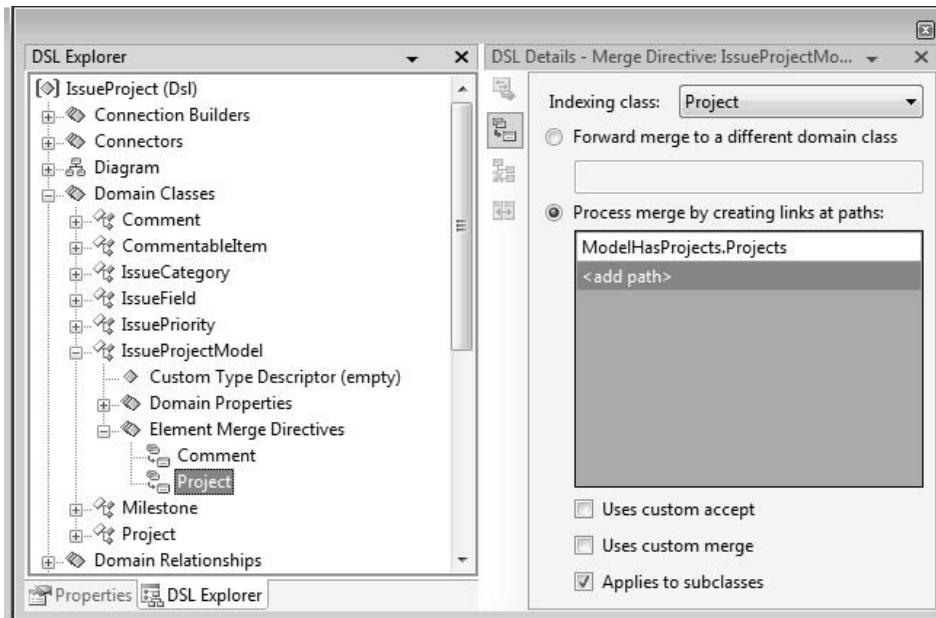 DSL Explorer
IssueProject (Dsl)
Connection Builders
Connectors
Diagram
Domain Classes
Comment
CommentableItem
IssueCategory
IssueField
IssuePriority
IssueProjectModel
Custom Type Descriptor (empty)
Domain Properties
Element Merge Directives
Comment
Project
Milestone
Project
Domain Relationships
Properties
DSL Explorer
DSL Details - Merge Directive: IssueProjectMo...
Indexing class: Project
Forward merge to a different domain class
Process merge by creating links at paths:
ModelHasProjects.Projects
<add path>
Uses custom accept
Uses custom merge
Applies to subclasses